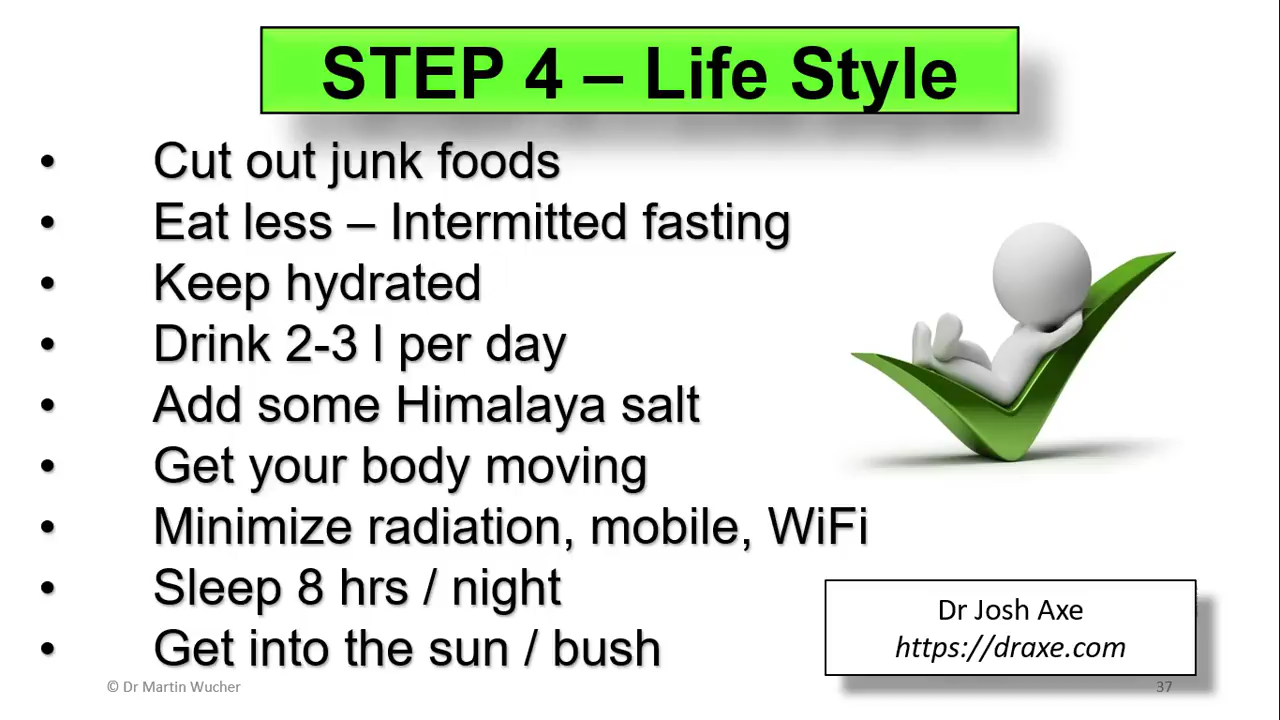 STEP 4 – Life Style
• Cut out junk foods
• Eat less – Intermitted fasting
• Keep hydrated
• Drink 2-3 l per day
• Add some Himalaya salt
• Get your body moving
• Minimize radiation, mobile, WiFi
• Sleep 8 hrs / night
• Get into the sun / bush
Dr Josh Axe
https://draxe.com
© Dr Martin Wucher
37